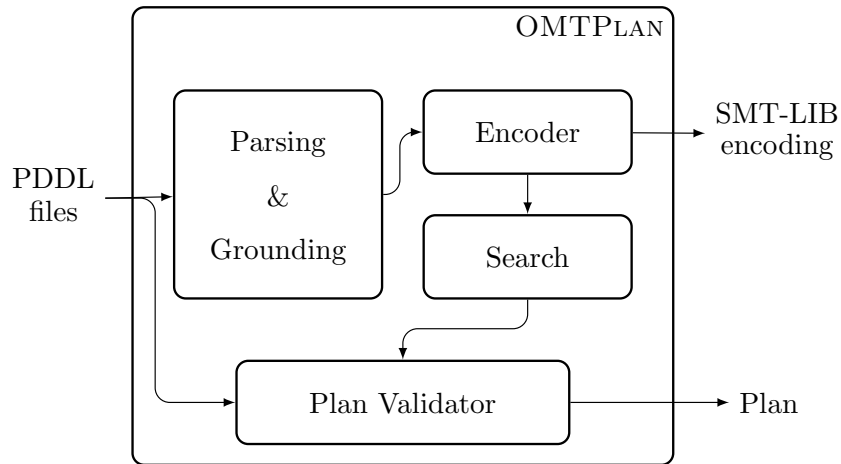 OMTPLAN
Parsing
&
Grounding
Encoder
SMT-LIB
encoding
PDDL
files
Search
Plan Validator
Plan